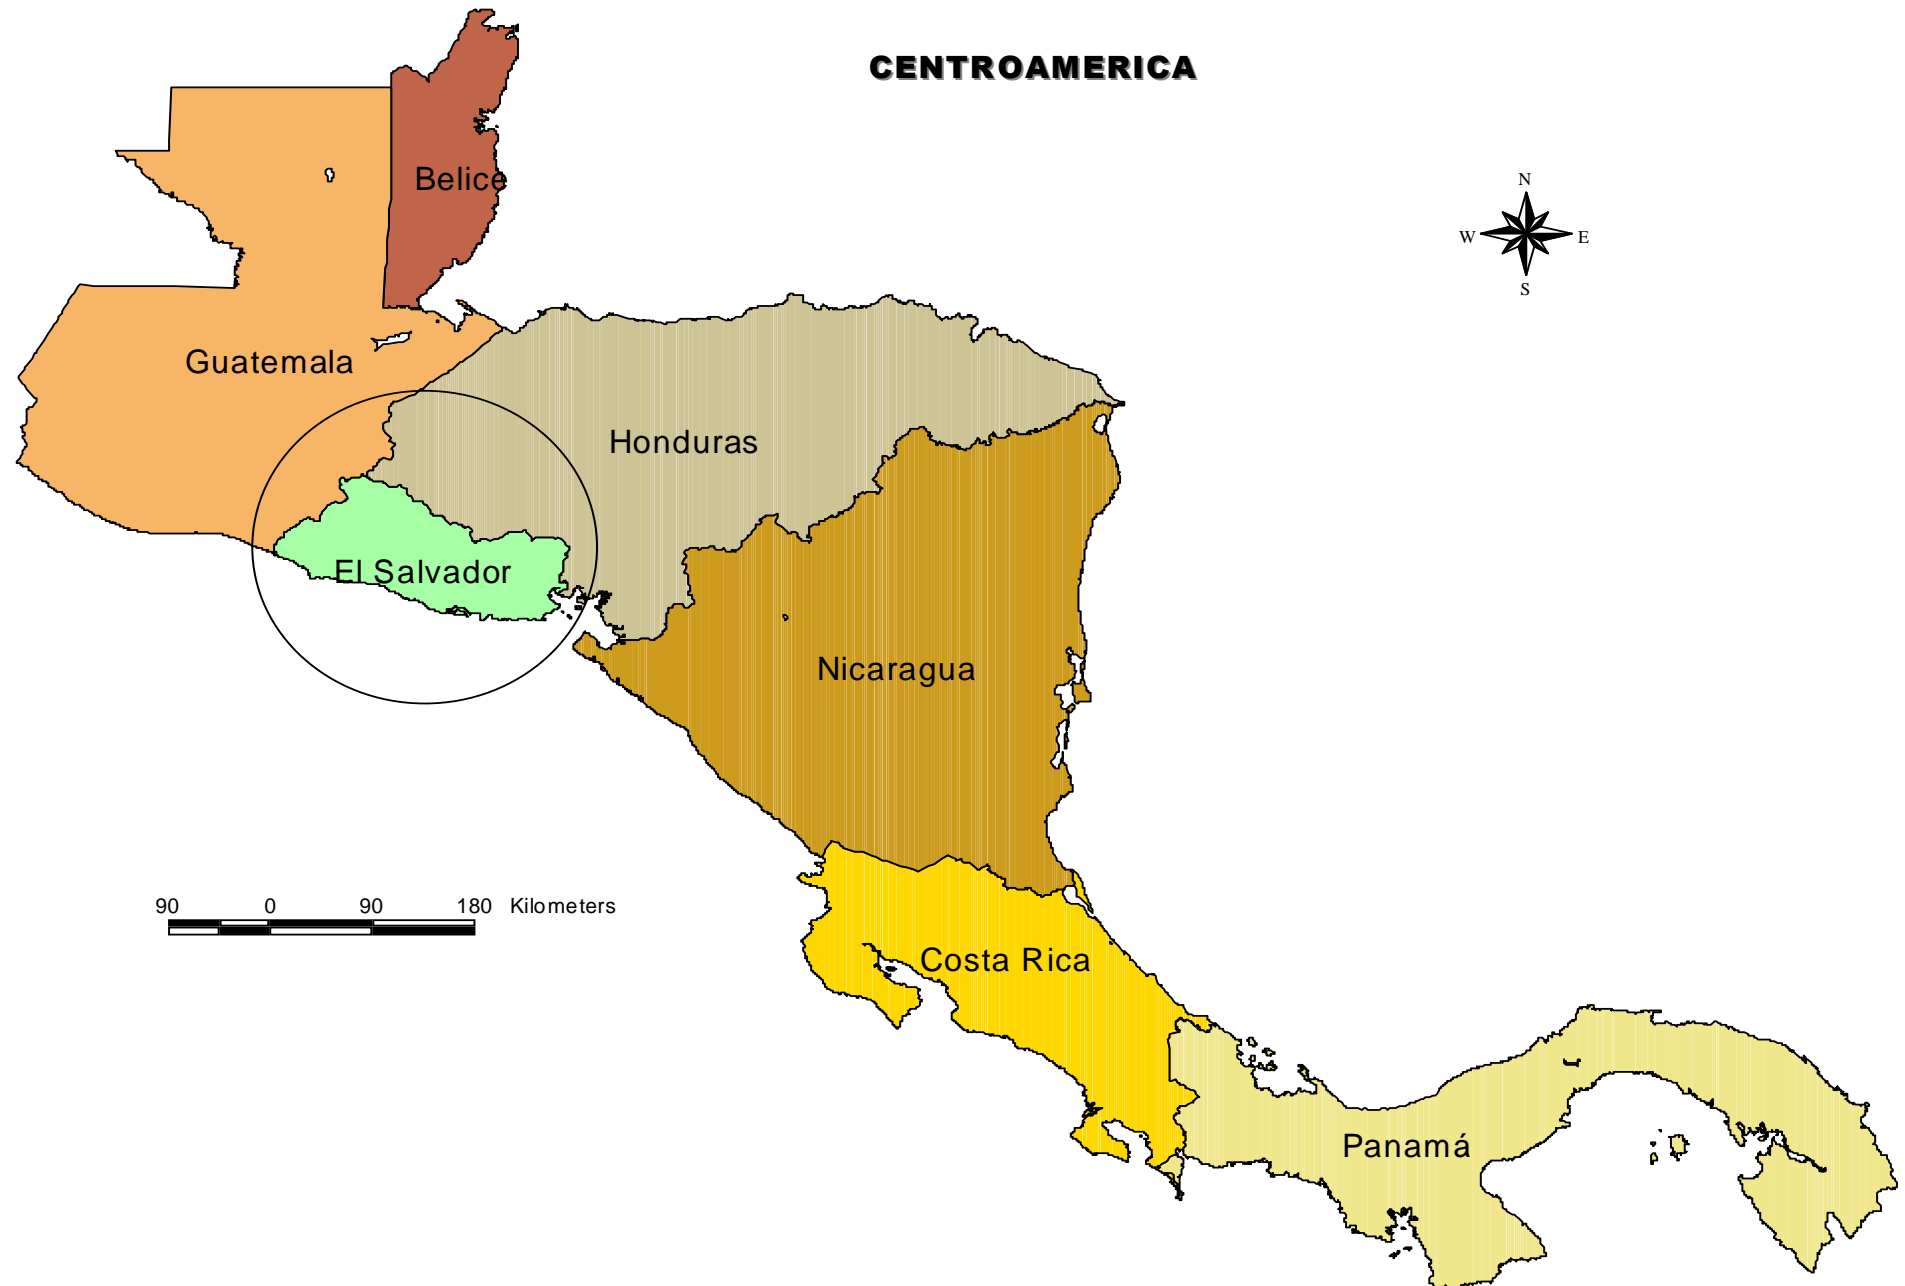 CENTROAMERICA
Belice
N
W E
S
Guatemala
Honduras
El Salvador
Nicaragua
90 0 90 180 Kilometers
Costa Rica
Panamá